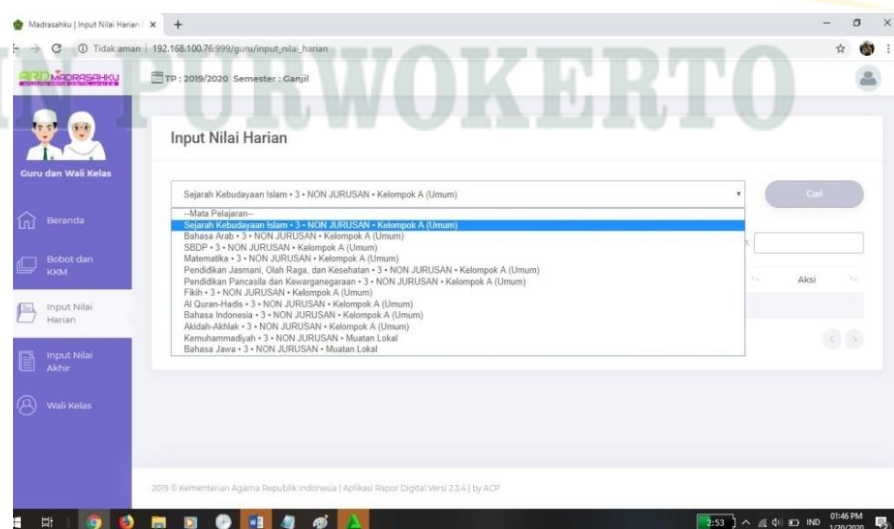 Madrasahku | Input Nilai Harian
Tidak aman | 192.168.100.76:999/guru/input_nilai_harian
PURWOKERTO
ARD MADRASAHKU
TP : 2019/2020 Semester : Ganjil
Guru dan Wali Kelas
Beranda
Bobot dan
KKM
Input Nilai
Harian
Input Nilai
Akhir
Wali Kelas
Input Nilai Harian
Sejarah Kebudayaan Islam • 3 • NON JURUSAN • Kelompok A (Umum)
Cari
--Mata Pelajaran--
Sejarah Kebudayaan Islam • 3 • NON JURUSAN • Kelompok A (Umum)
Bahasa Arab • 3 • NON JURUSAN • Kelompok A (Umum)
SBDP • 3 • NON JURUSAN • Kelompok A (Umum)
Matematika • 3 • NON JURUSAN • Kelompok A (Umum)
Pendidikan Jasmani, Olah Raga, dan Kesehatan • 3 • NON JURUSAN • Kelompok A (Umum)
Pendidikan Pancasila dan Kewarganegaraan • 3 • NON JURUSAN • Kelompok A (Umum)
Fikih • 3 • NON JURUSAN • Kelompok A (Umum)
Al Quran-Hadis • 3 • NON JURUSAN • Kelompok A (Umum)
Bahasa Indonesia • 3 • NON JURUSAN • Kelompok A (Umum)
Akidah-Akhlak • 3 • NON JURUSAN • Kelompok A (Umum)
Kemuhammadiyah • 3 • NON JURUSAN • Muatan Lokal
Bahasa Jawa • 3 • NON JURUSAN • Muatan Lokal
Aksi
2019 © Kementerian Agama Republik Indonesia | Aplikasi Rapor Digital Versi 2.3.4 | by ACP
2:53
IND
01:46 PM
1/20/2020